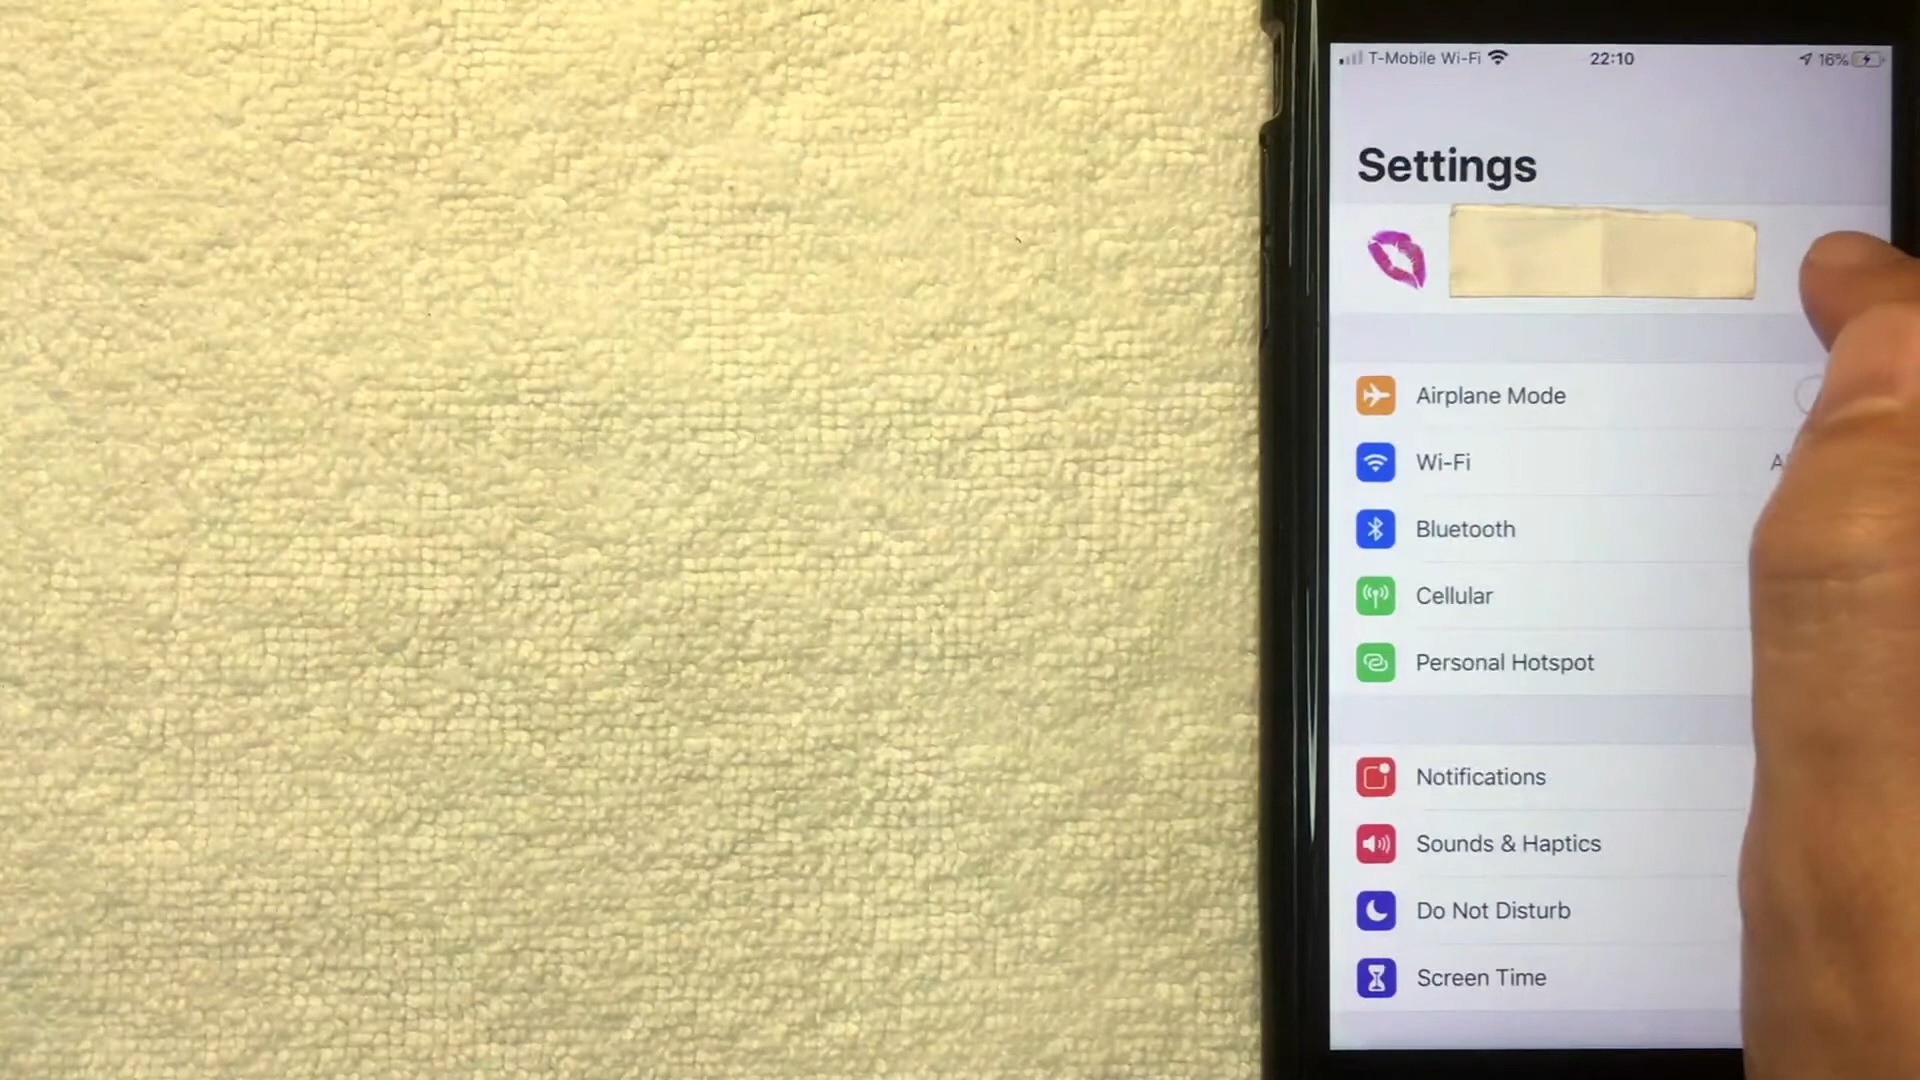 T-Mobile Wi-Fi 22:10 16%
Settings
Airplane Mode
Wi-Fi
Bluetooth
Cellular
Personal Hotspot
Notifications
Sounds & Haptics
Do Not Disturb
Screen Time